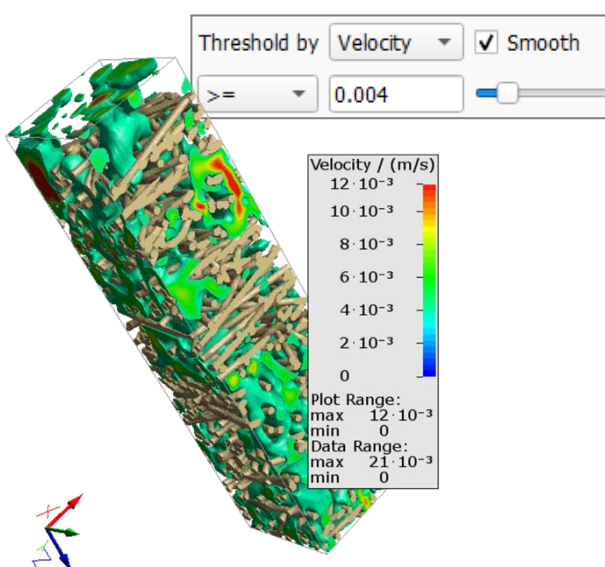 Threshold by Velocity Smooth
>= 0.004
Velocity / (m/s)
12·10⁻³
10·10⁻³
8·10⁻³
6·10⁻³
4·10⁻³
2·10⁻³
0
Plot Range:
max 12·10⁻³
min 0
Data Range:
max 21·10⁻³
min 0
X
Y
Z